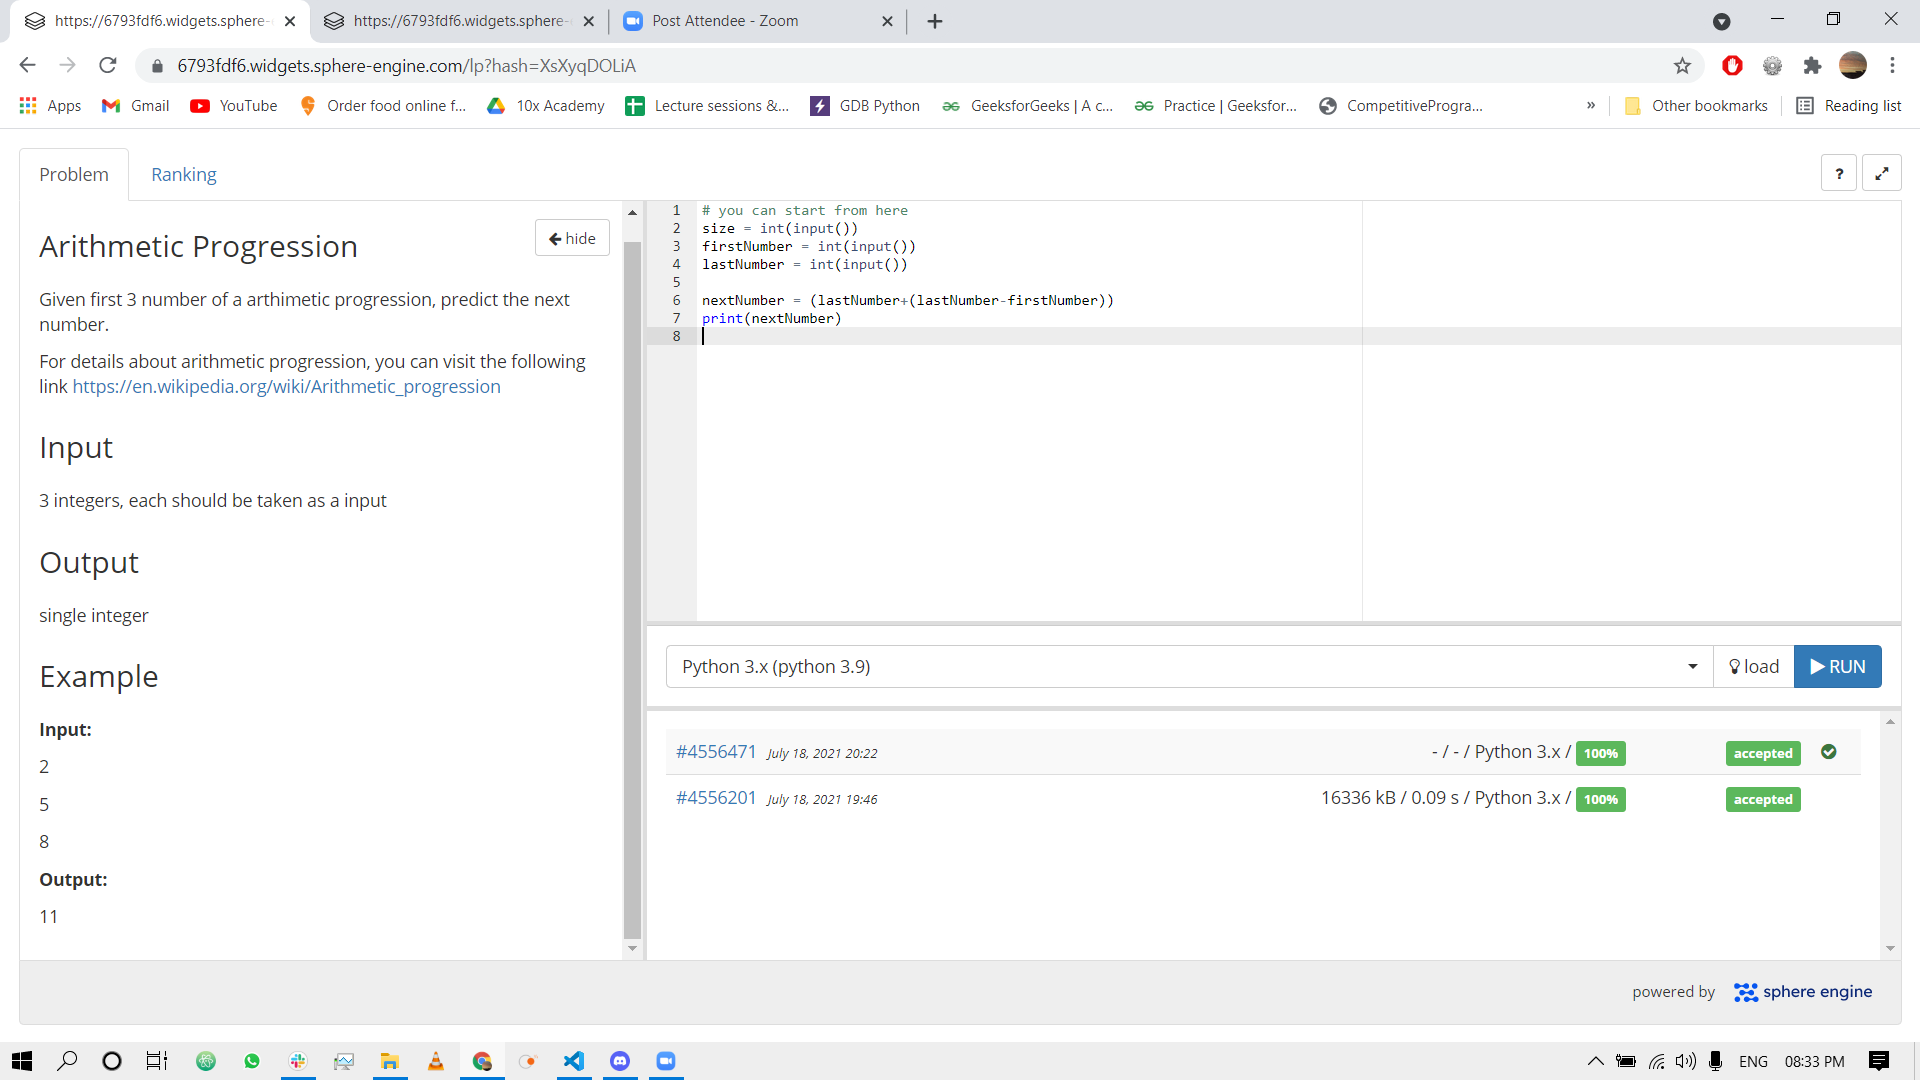 https://6793fdf6.widgets.sphere-
https://6793fdf6.widgets.sphere-
Post Attendee - Zoom
6793fdf6.widgets.sphere-engine.com/lp?hash=XsXyqDOLiA
Apps
Gmail
YouTube
Order food online f...
10x Academy
Lecture sessions &...
GDB Python
GeeksforGeeks | A c...
Practice | Geeksfor...
CompetitiveProgra...
»
Other bookmarks
Reading list
Problem
Ranking
?
Arithmetic Progression
hide
Given first 3 number of a arthimetic progression, predict the next
number.
For details about arithmetic progression, you can visit the following
link https://en.wikipedia.org/wiki/Arithmetic_progression
Input
3 integers, each should be taken as a input
Output
single integer
Example
Input:
2
5
8
Output:
11
1 # you can start from here
2 size = int(input())
3 firstNumber = int(input())
4 lastNumber = int(input())
5
6 nextNumber = (lastNumber+(lastNumber-firstNumber))
7 print(nextNumber)
8
Python 3.x (python 3.9)
load
RUN
#4556471 July 18, 2021 20:22 - / - / Python 3.x / 100% accepted
#4556201 July 18, 2021 19:46 16336 kB / 0.09 s / Python 3.x / 100% accepted
powered by sphere engine
ENG
08:33 PM